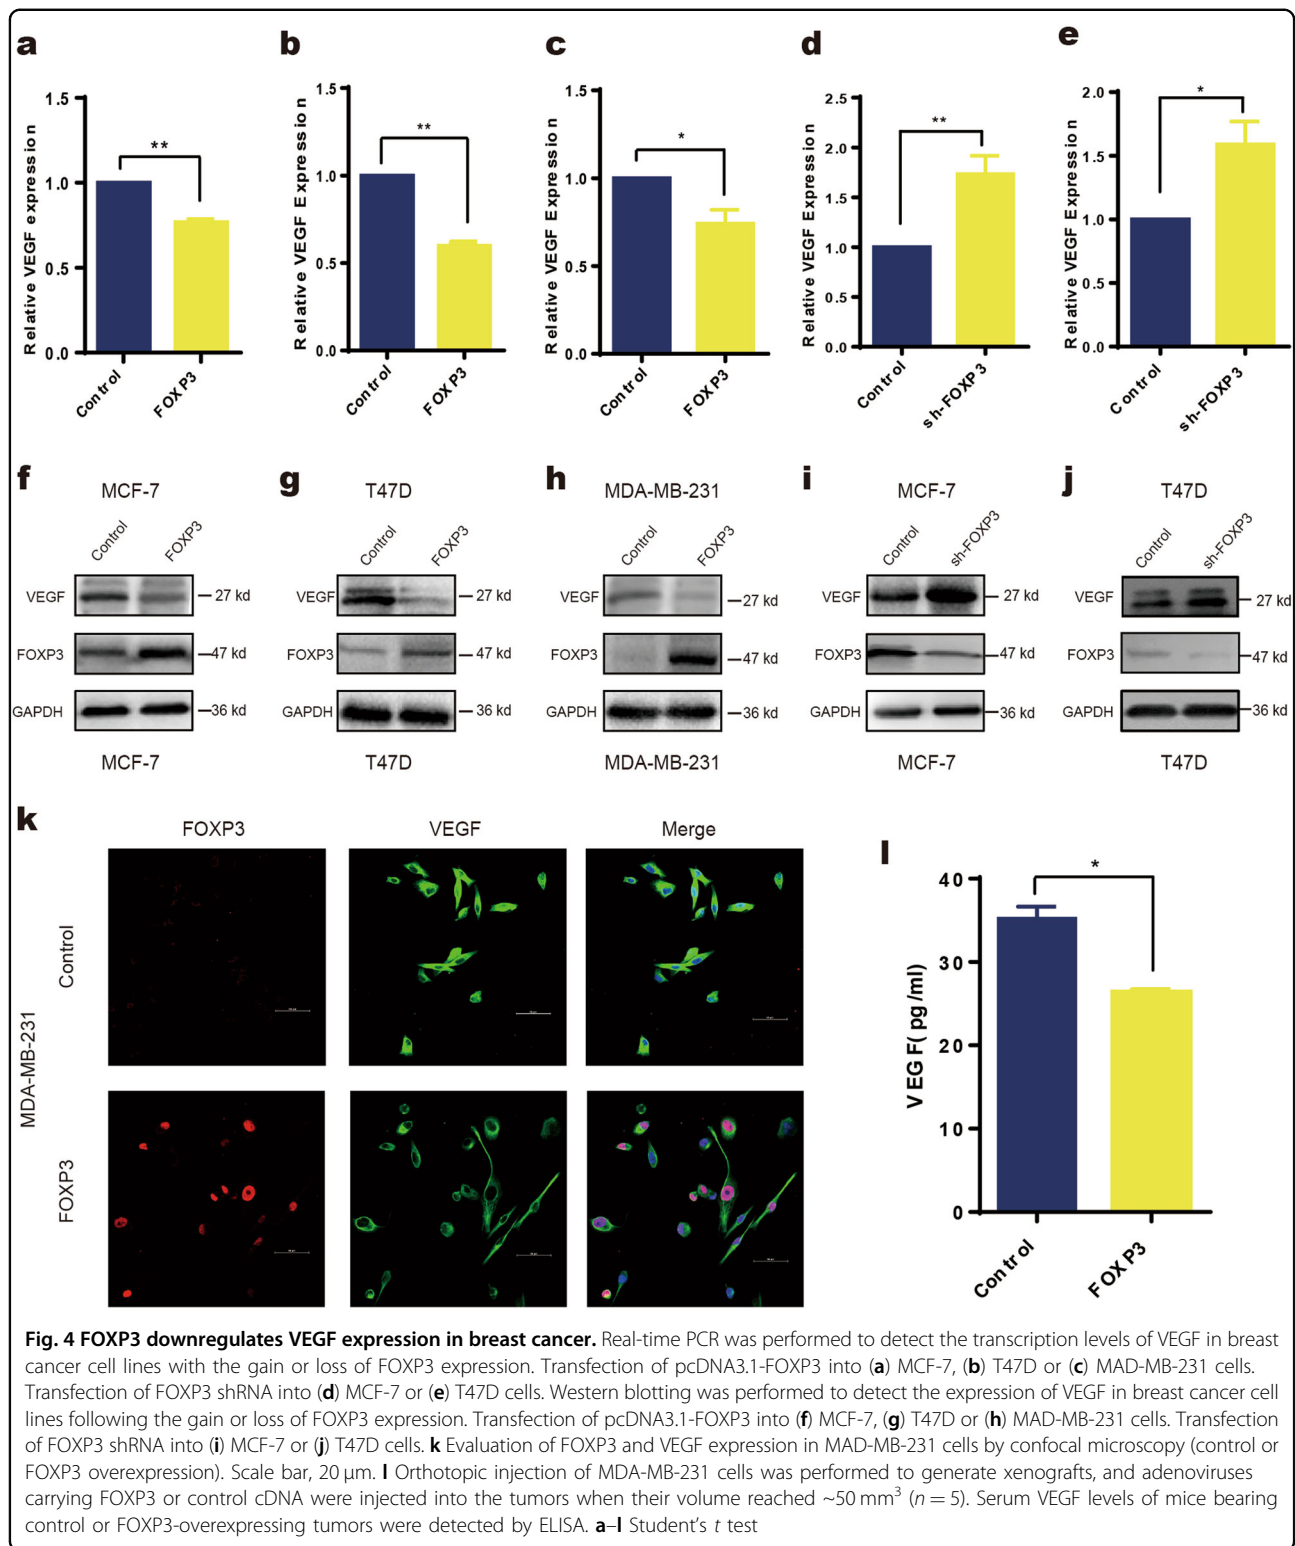 a
b
c
d
e
Relative VEGF expression
1.5
1.0
0.5
0.0
**
Control
FOXP3
Relative VEGF Expression
1.5
1.0
0.5
0.0
**
Control
FOXP3
Relative VEGF Expression
1.5
1.0
0.5
0.0
*
Control
FOXP3
Relative VEGF Expression
2.5
2.0
1.5
1.0
0.5
0.0
**
Control
sh-FOXP3
Relative VEGF Expression
2.0
1.5
1.0
0.5
0.0
*
Control
sh-FOXP3
f
MCF-7
Control
FOXP3
VEGF
27 kd
FOXP3
47 kd
GAPDH
36 kd
MCF-7
g
T47D
Control
FOXP3
VEGF
27 kd
FOXP3
47 kd
GAPDH
36 kd
T47D
h
MDA-MB-231
Control
FOXP3
VEGF
27 kd
FOXP3
47 kd
GAPDH
36 kd
MDA-MB-231
i
MCF-7
Control
sh-FOXP3
VEGF
27 kd
FOXP3
47 kd
GAPDH
36 kd
MCF-7
j
T47D
Control
sh-FOXP3
VEGF
27 kd
FOXP3
47 kd
GAPDH
36 kd
T47D
k
FOXP3
VEGF
Merge
MDA-MB-231
Control
FOXP3
l
VEGF(pg/ml)
40
30
20
10
0
*
Control
FOXP3
Fig. 4 FOXP3 downregulates VEGF expression in breast cancer. Real-time PCR was performed to detect the transcription levels of VEGF in breast
cancer cell lines with the gain or loss of FOXP3 expression. Transfection of pcDNA3.1-FOXP3 into (a) MCF-7, (b) T47D or (c) MAD-MB-231 cells.
Transfection of FOXP3 shRNA into (d) MCF-7 or (e) T47D cells. Western blotting was performed to detect the expression of VEGF in breast cancer cell
lines following the gain or loss of FOXP3 expression. Transfection of pcDNA3.1-FOXP3 into (f) MCF-7, (g) T47D or (h) MAD-MB-231 cells. Transfection
of FOXP3 shRNA into (i) MCF-7 or (j) T47D cells. k Evaluation of FOXP3 and VEGF expression in MAD-MB-231 cells by confocal microscopy (control or
FOXP3 overexpression). Scale bar, 20 μm. l Orthotopic injection of MDA-MB-231 cells was performed to generate xenografts, and adenoviruses
carrying FOXP3 or control cDNA were injected into the tumors when their volume reached ~50 mm³ (n = 5). Serum VEGF levels of mice bearing
control or FOXP3-overexpressing tumors were detected by ELISA. a–l Student's t test